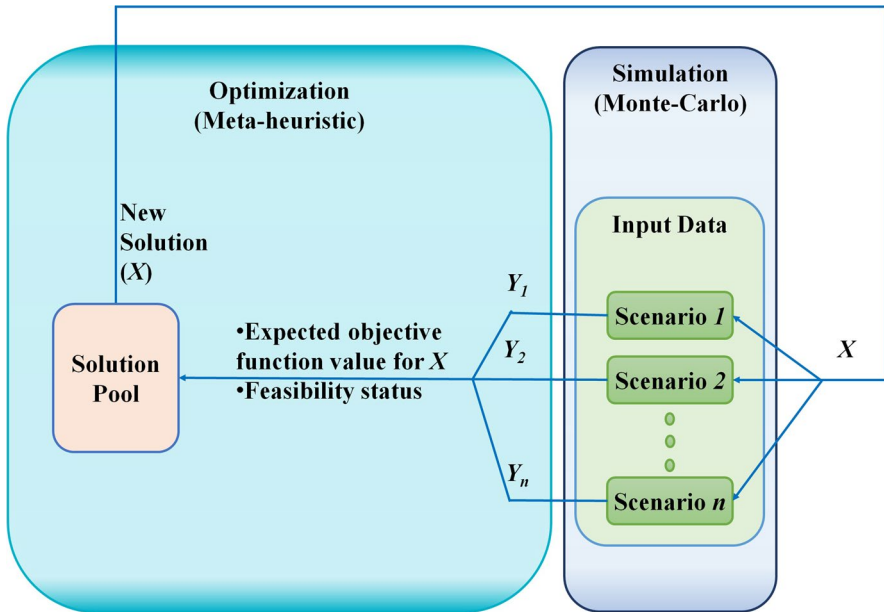 Optimization
(Meta-heuristic)
Simulation
(Monte-Carlo)
New
Solution
(X)
Input Data
Y1
Scenario 1
•Expected objective
function value for X
•Feasibility status
Y2
Scenario 2
X
Solution
Pool
Yn
Scenario n